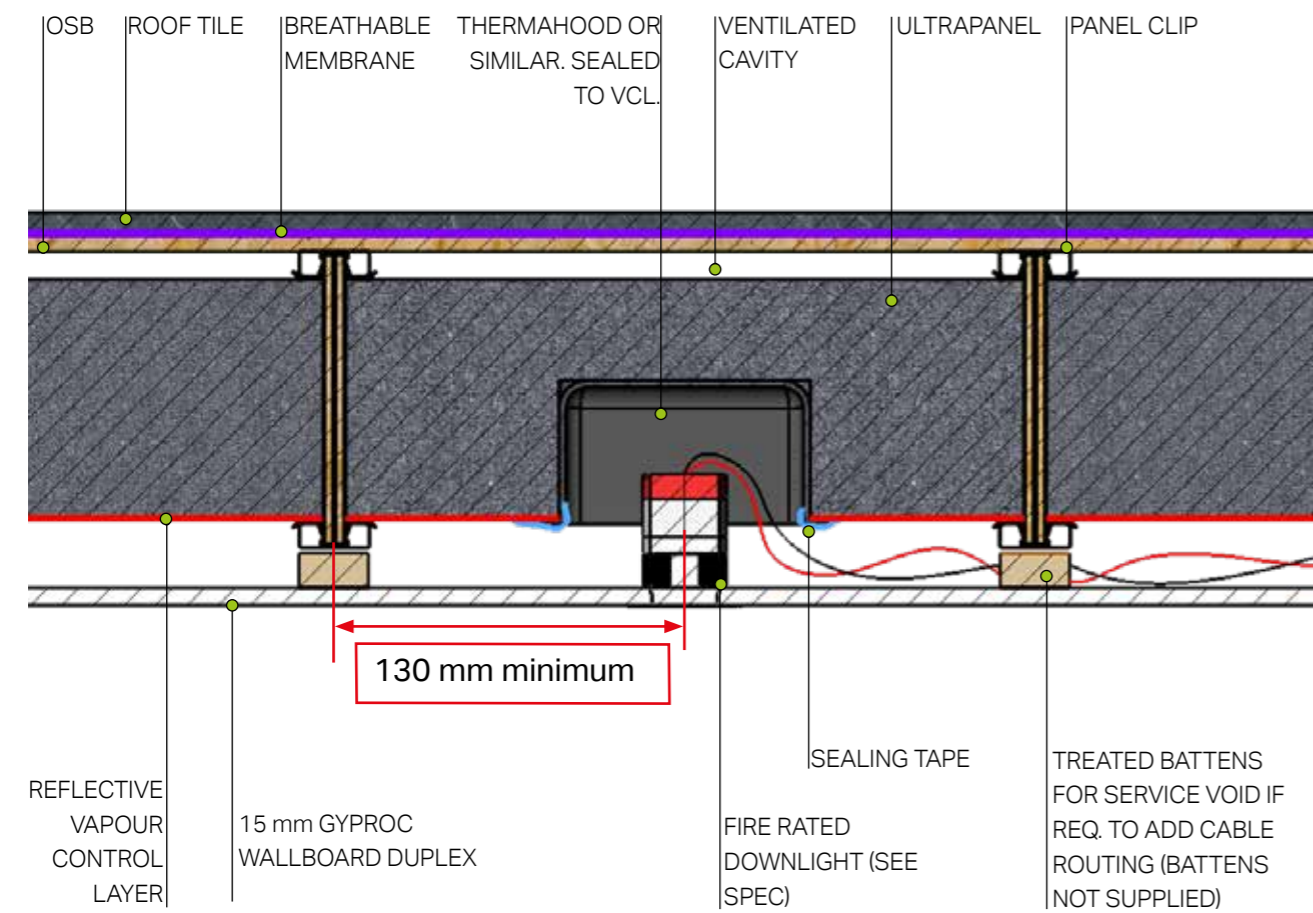 OSB
ROOF TILE
BREATHABLE
MEMBRANE
THERMAHOOD OR
SIMILAR. SEALED
TO VCL.
VENTILATED
CAVITY
ULTRAPANEL
PANEL CLIP
130 mm minimum
REFLECTIVE
VAPOUR
CONTROL
LAYER
15 mm GYPROC
WALLBOARD DUPLEX
FIRE RATED
DOWNLIGHT (SEE
SPEC)
SEALING TAPE
TREATED BATTENS
FOR SERVICE VOID IF
REQ. TO ADD CABLE
ROUTING (BATTENS
NOT SUPPLIED)